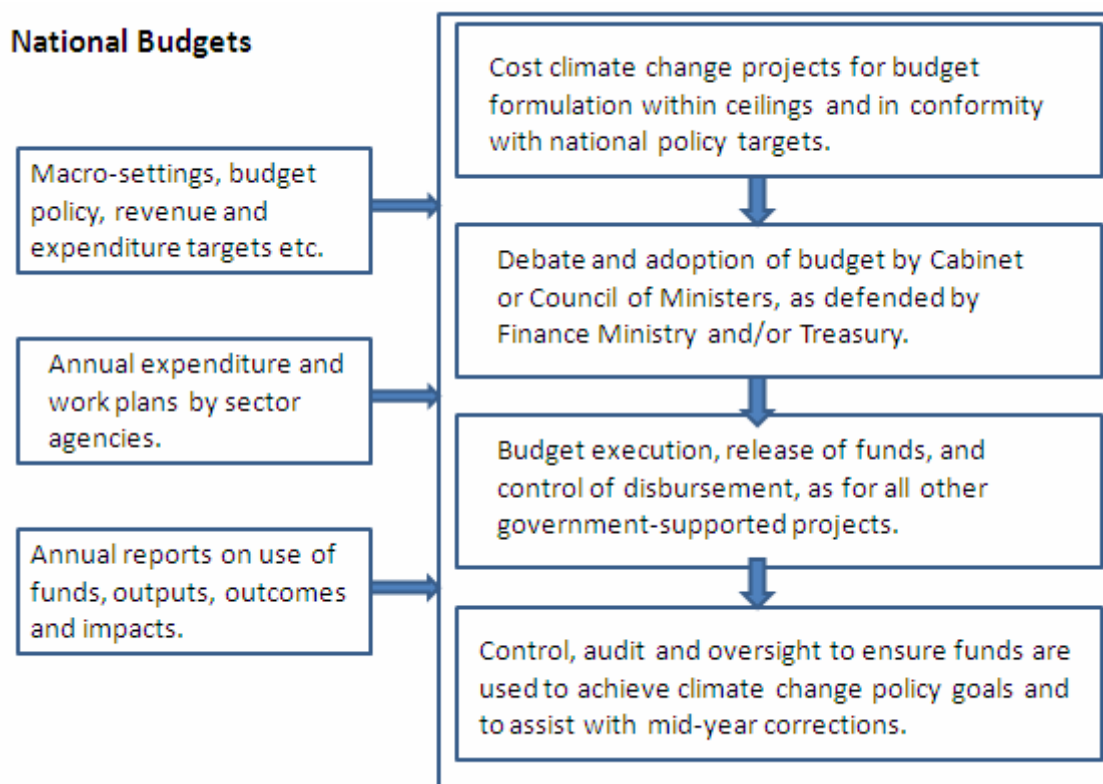 National Budgets
Macro-settings, budget
policy, revenue and
expenditure targets etc.
Annual expenditure and
work plans by sector
agencies.
Annual reports on use of
funds, outputs, outcomes
and impacts.
Cost climate change projects for budget
formulation within ceilings and in conformity
with national policy targets.
Debate and adoption of budget by Cabinet
or Council of Ministers, as defended by
Finance Ministry and/or Treasury.
Budget execution, release of funds, and
control of disbursement, as for all other
government-supported projects.
Control, audit and oversight to ensure funds are
used to achieve climate change policy goals and
to assist with mid-year corrections.